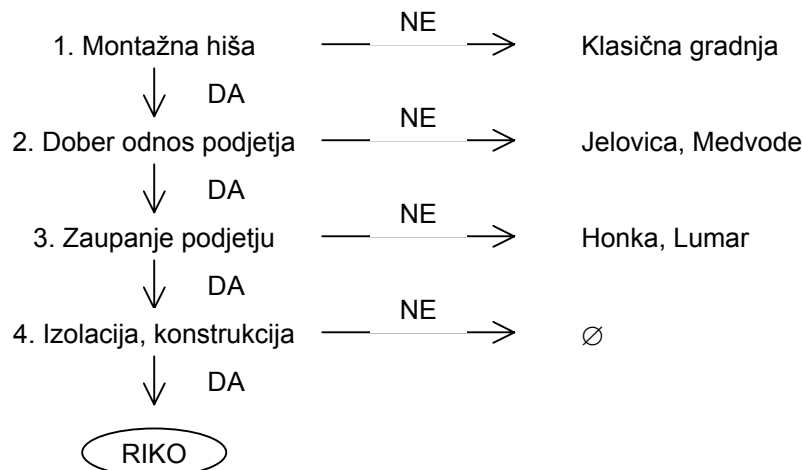 NE
1. Montažna hiša
Klasična gradnja
DA
NE
2. Dober odnos podjetja
Jelovica, Medvode
DA
NE
3. Zaupanje podjetju
Honka, Lumar
DA
NE
4. Izolacija, konstrukcija
∅
DA
RIKO